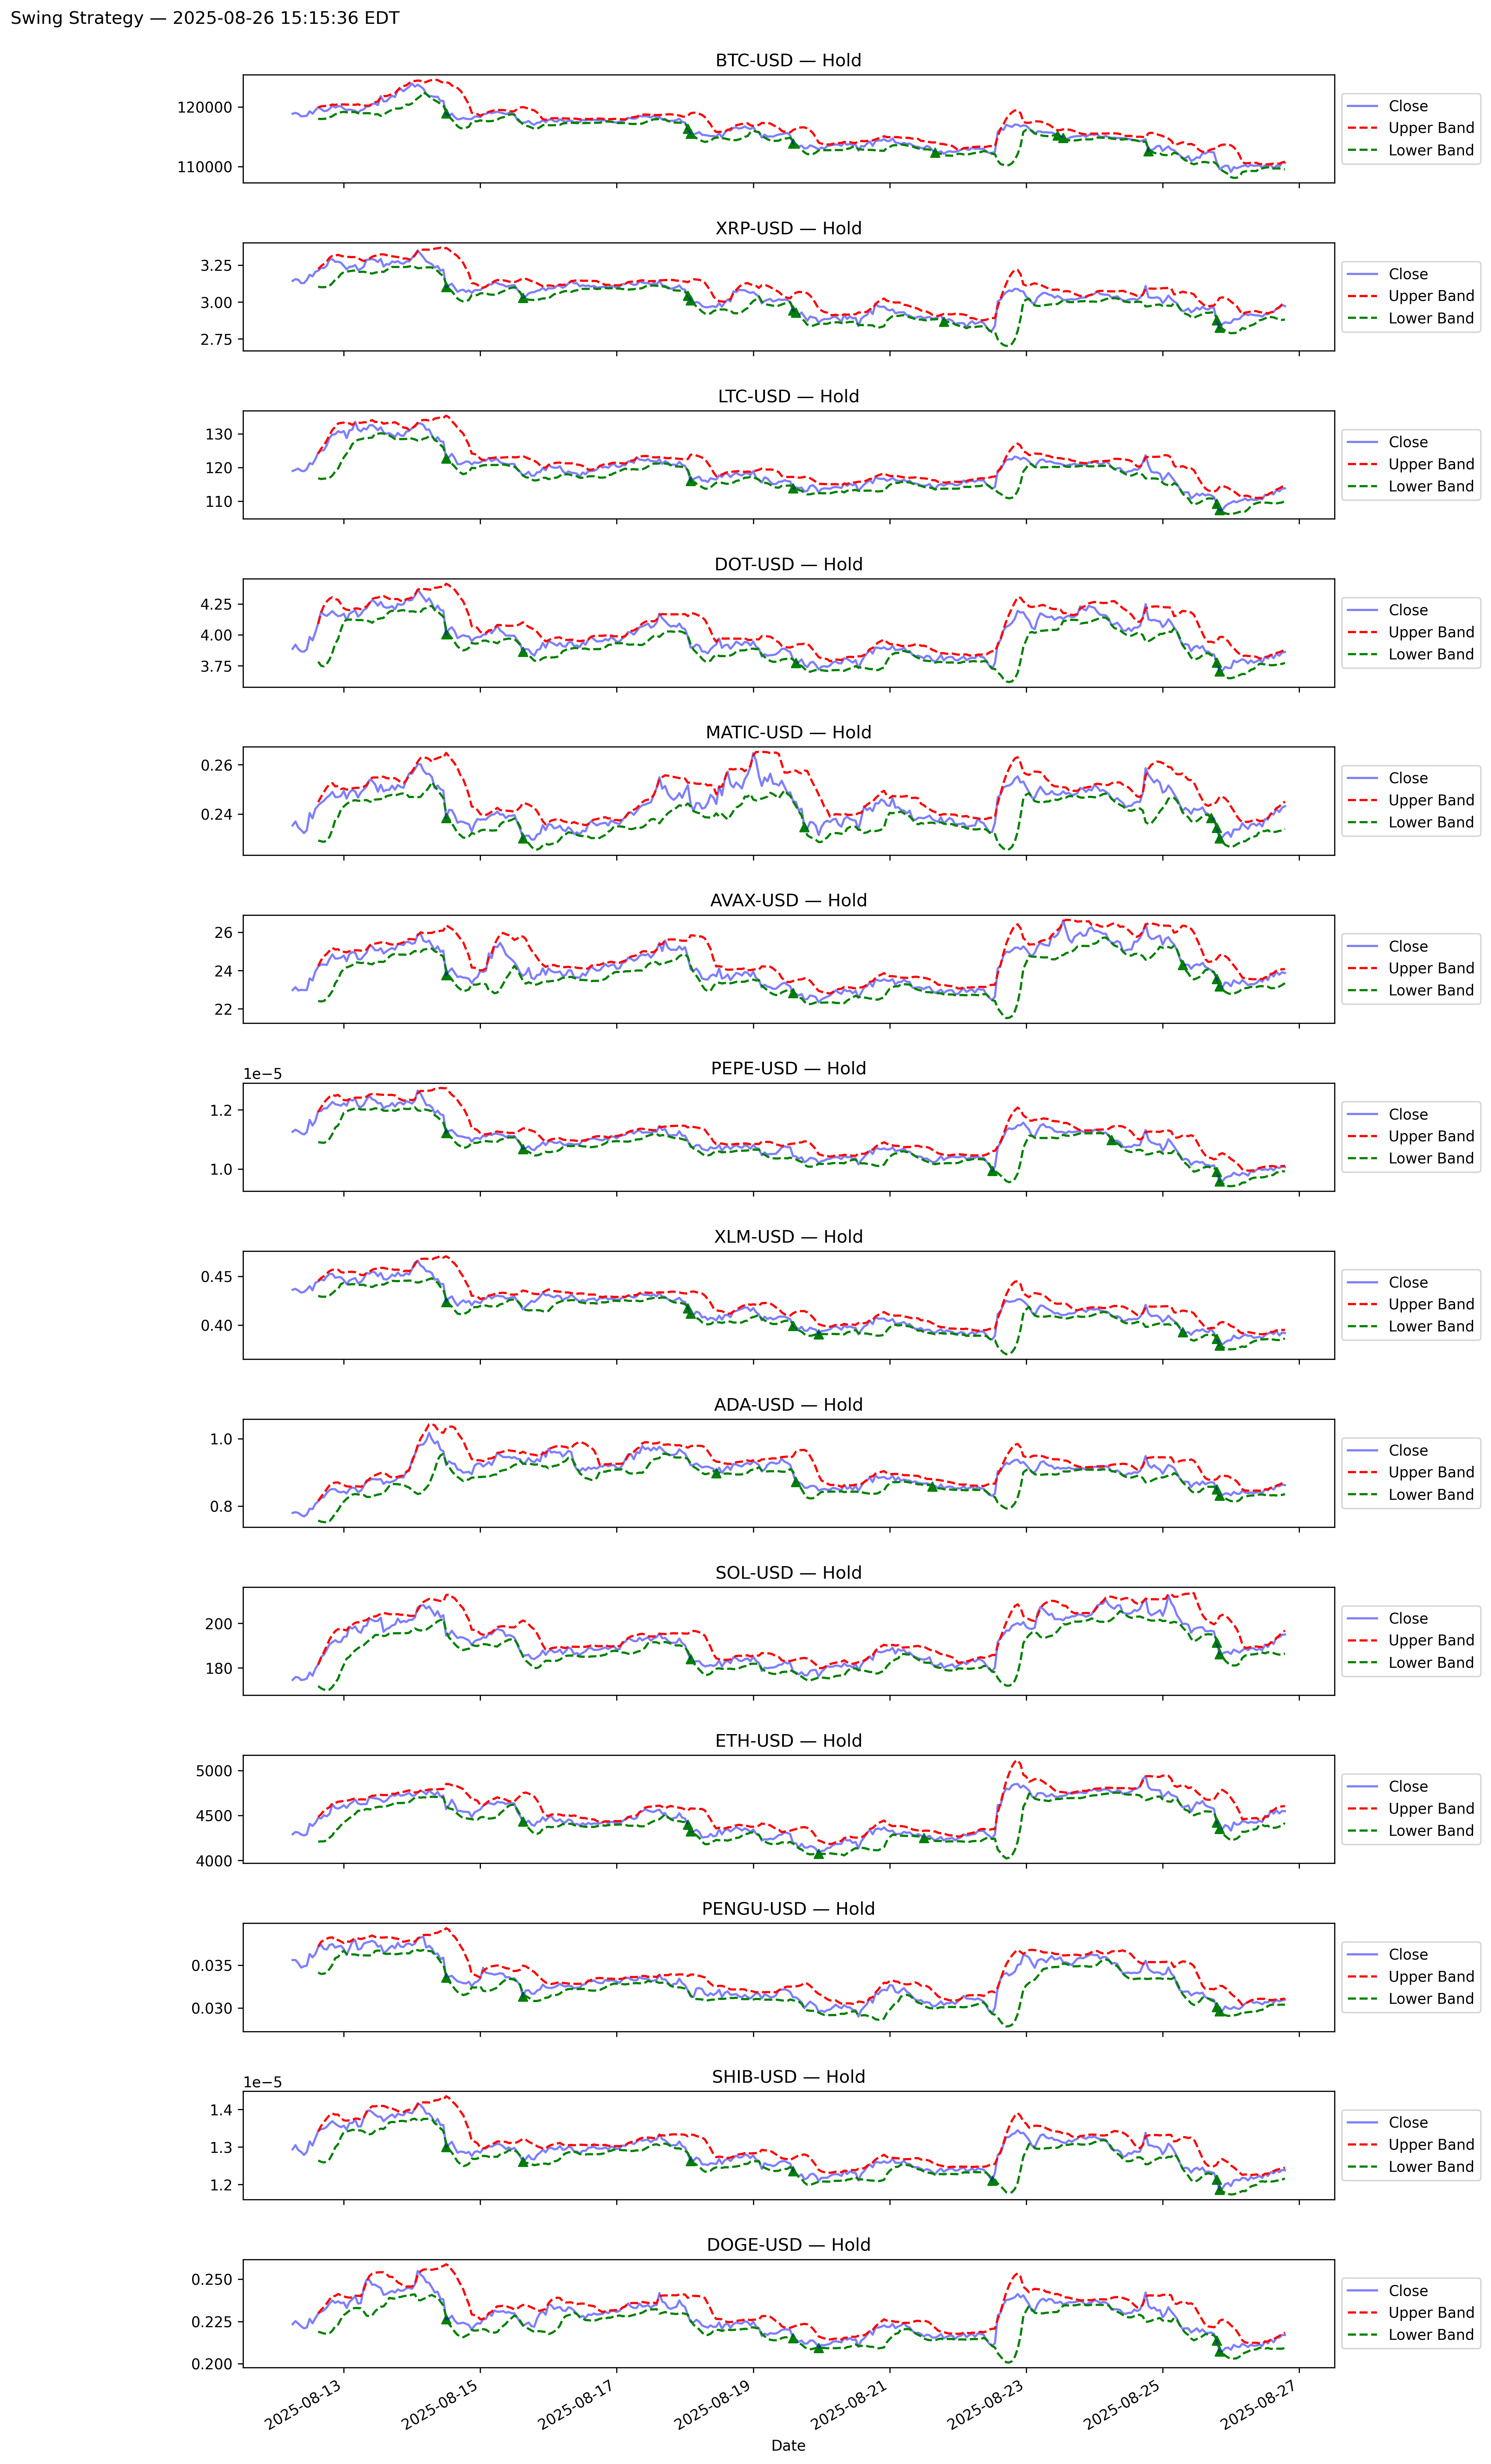 Swing Strategy — 2025-08-26 15:15:36 EDT
BTC-USD — Hold
120000
110000
Close
Upper Band
Lower Band
XRP-USD — Hold
3.25
3.00
2.75
Close
Upper Band
Lower Band
LTC-USD — Hold
130
120
110
Close
Upper Band
Lower Band
DOT-USD — Hold
4.25
4.00
3.75
Close
Upper Band
Lower Band
MATIC-USD — Hold
0.26
0.24
Close
Upper Band
Lower Band
AVAX-USD — Hold
26
24
22
Close
Upper Band
Lower Band
PEPE-USD — Hold
1e−5
1.2
1.0
Close
Upper Band
Lower Band
XLM-USD — Hold
0.45
0.40
Close
Upper Band
Lower Band
ADA-USD — Hold
1.0
0.8
Close
Upper Band
Lower Band
SOL-USD — Hold
200
180
Close
Upper Band
Lower Band
ETH-USD — Hold
5000
4500
4000
Close
Upper Band
Lower Band
PENGU-USD — Hold
0.035
0.030
Close
Upper Band
Lower Band
SHIB-USD — Hold
1e−5
1.4
1.3
1.2
Close
Upper Band
Lower Band
DOGE-USD — Hold
0.250
0.225
0.200
Close
Upper Band
Lower Band
2025-08-13
2025-08-15
2025-08-17
2025-08-19
2025-08-21
2025-08-23
2025-08-25
2025-08-27
Date